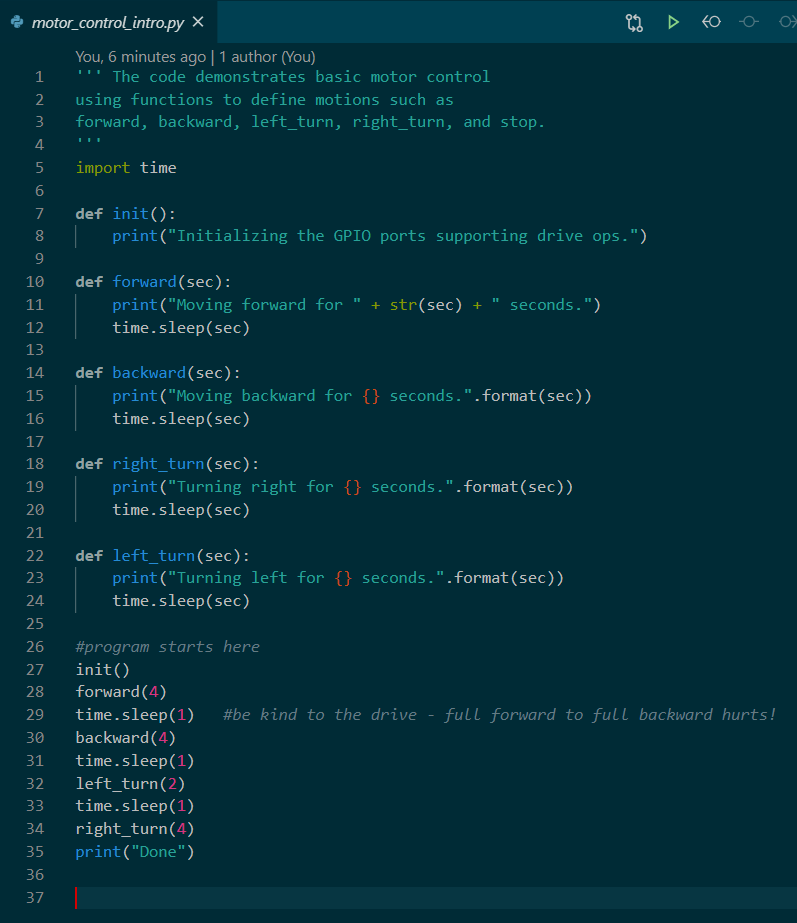 motor_control_intro.py
You, 6 minutes ago | 1 author (You)
1 ''' The code demonstrates basic motor control
2 using functions to define motions such as
3 forward, backward, left_turn, right_turn, and stop.
4 '''
5 import time
6
7 def init():
8     print("Initializing the GPIO ports supporting drive ops.")
9
10 def forward(sec):
11     print("Moving forward for " + str(sec) + " seconds.")
12     time.sleep(sec)
13
14 def backward(sec):
15     print("Moving backward for {} seconds.".format(sec))
16     time.sleep(sec)
17
18 def right_turn(sec):
19     print("Turning right for {} seconds.".format(sec))
20     time.sleep(sec)
21
22 def left_turn(sec):
23     print("Turning left for {} seconds.".format(sec))
24     time.sleep(sec)
25
26 #program starts here
27 init()
28 forward(4)
29 time.sleep(1)   #be kind to the drive - full forward to full backward hurts!
30 backward(4)
31 time.sleep(1)
32 left_turn(2)
33 time.sleep(1)
34 right_turn(4)
35 print("Done")
36
37